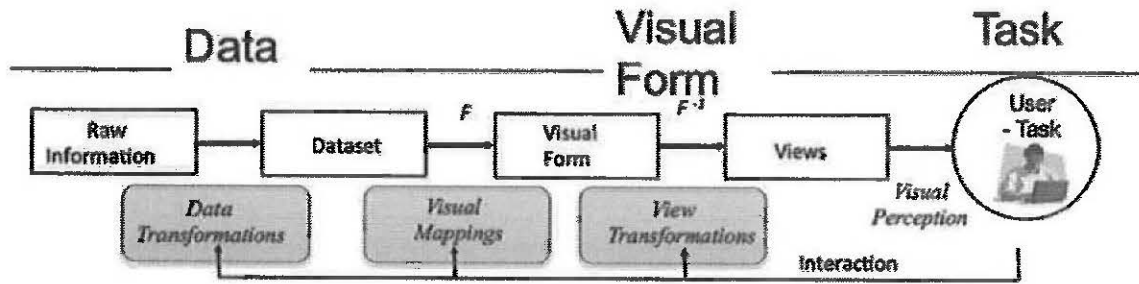 Data
Visual
Form
Task
Raw
Information
Dataset
F
Visual
Form
F -1
Views
User
- Task
Data
Transformations
Visual
Mappings
View
Transformations
Visual
Perception
Interaction